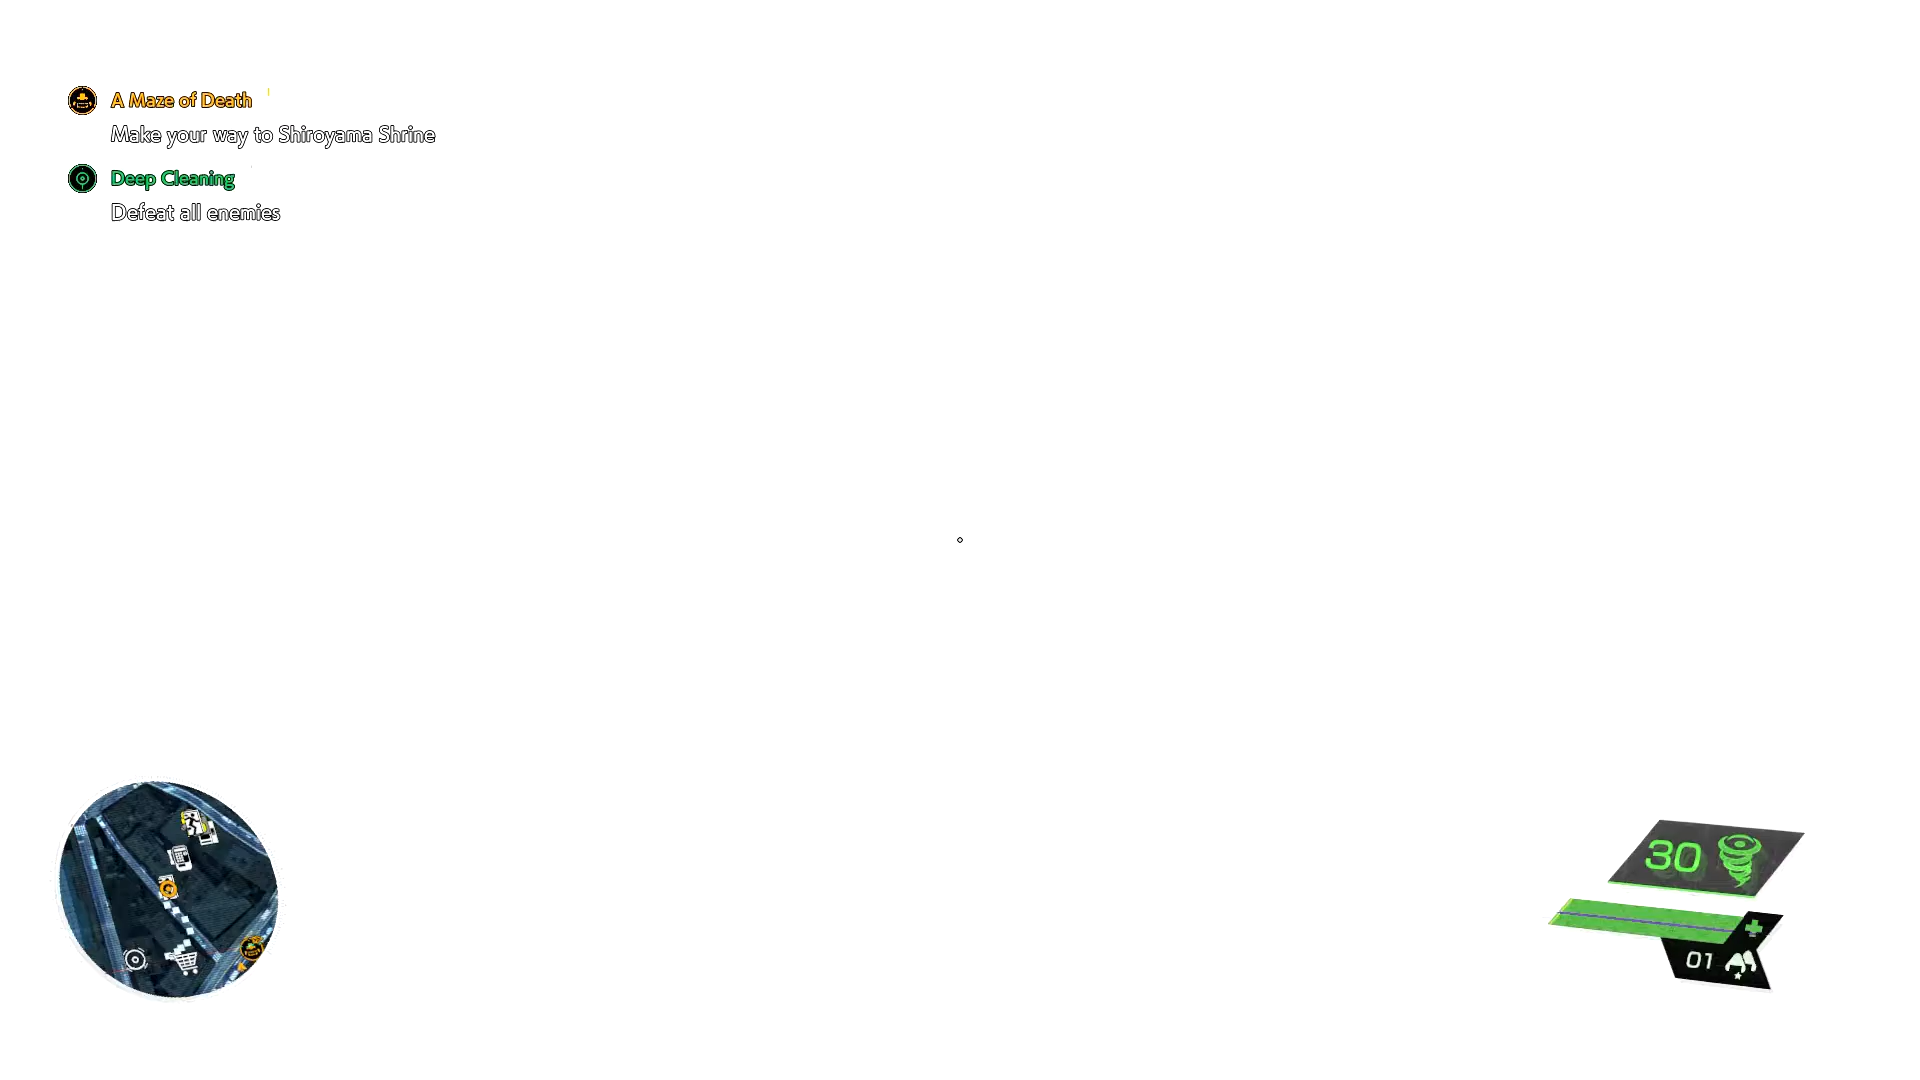 A Maze of Death
Make your way to Shiroyama Shrine
Deep Cleaning
Defeat all enemies
30
01